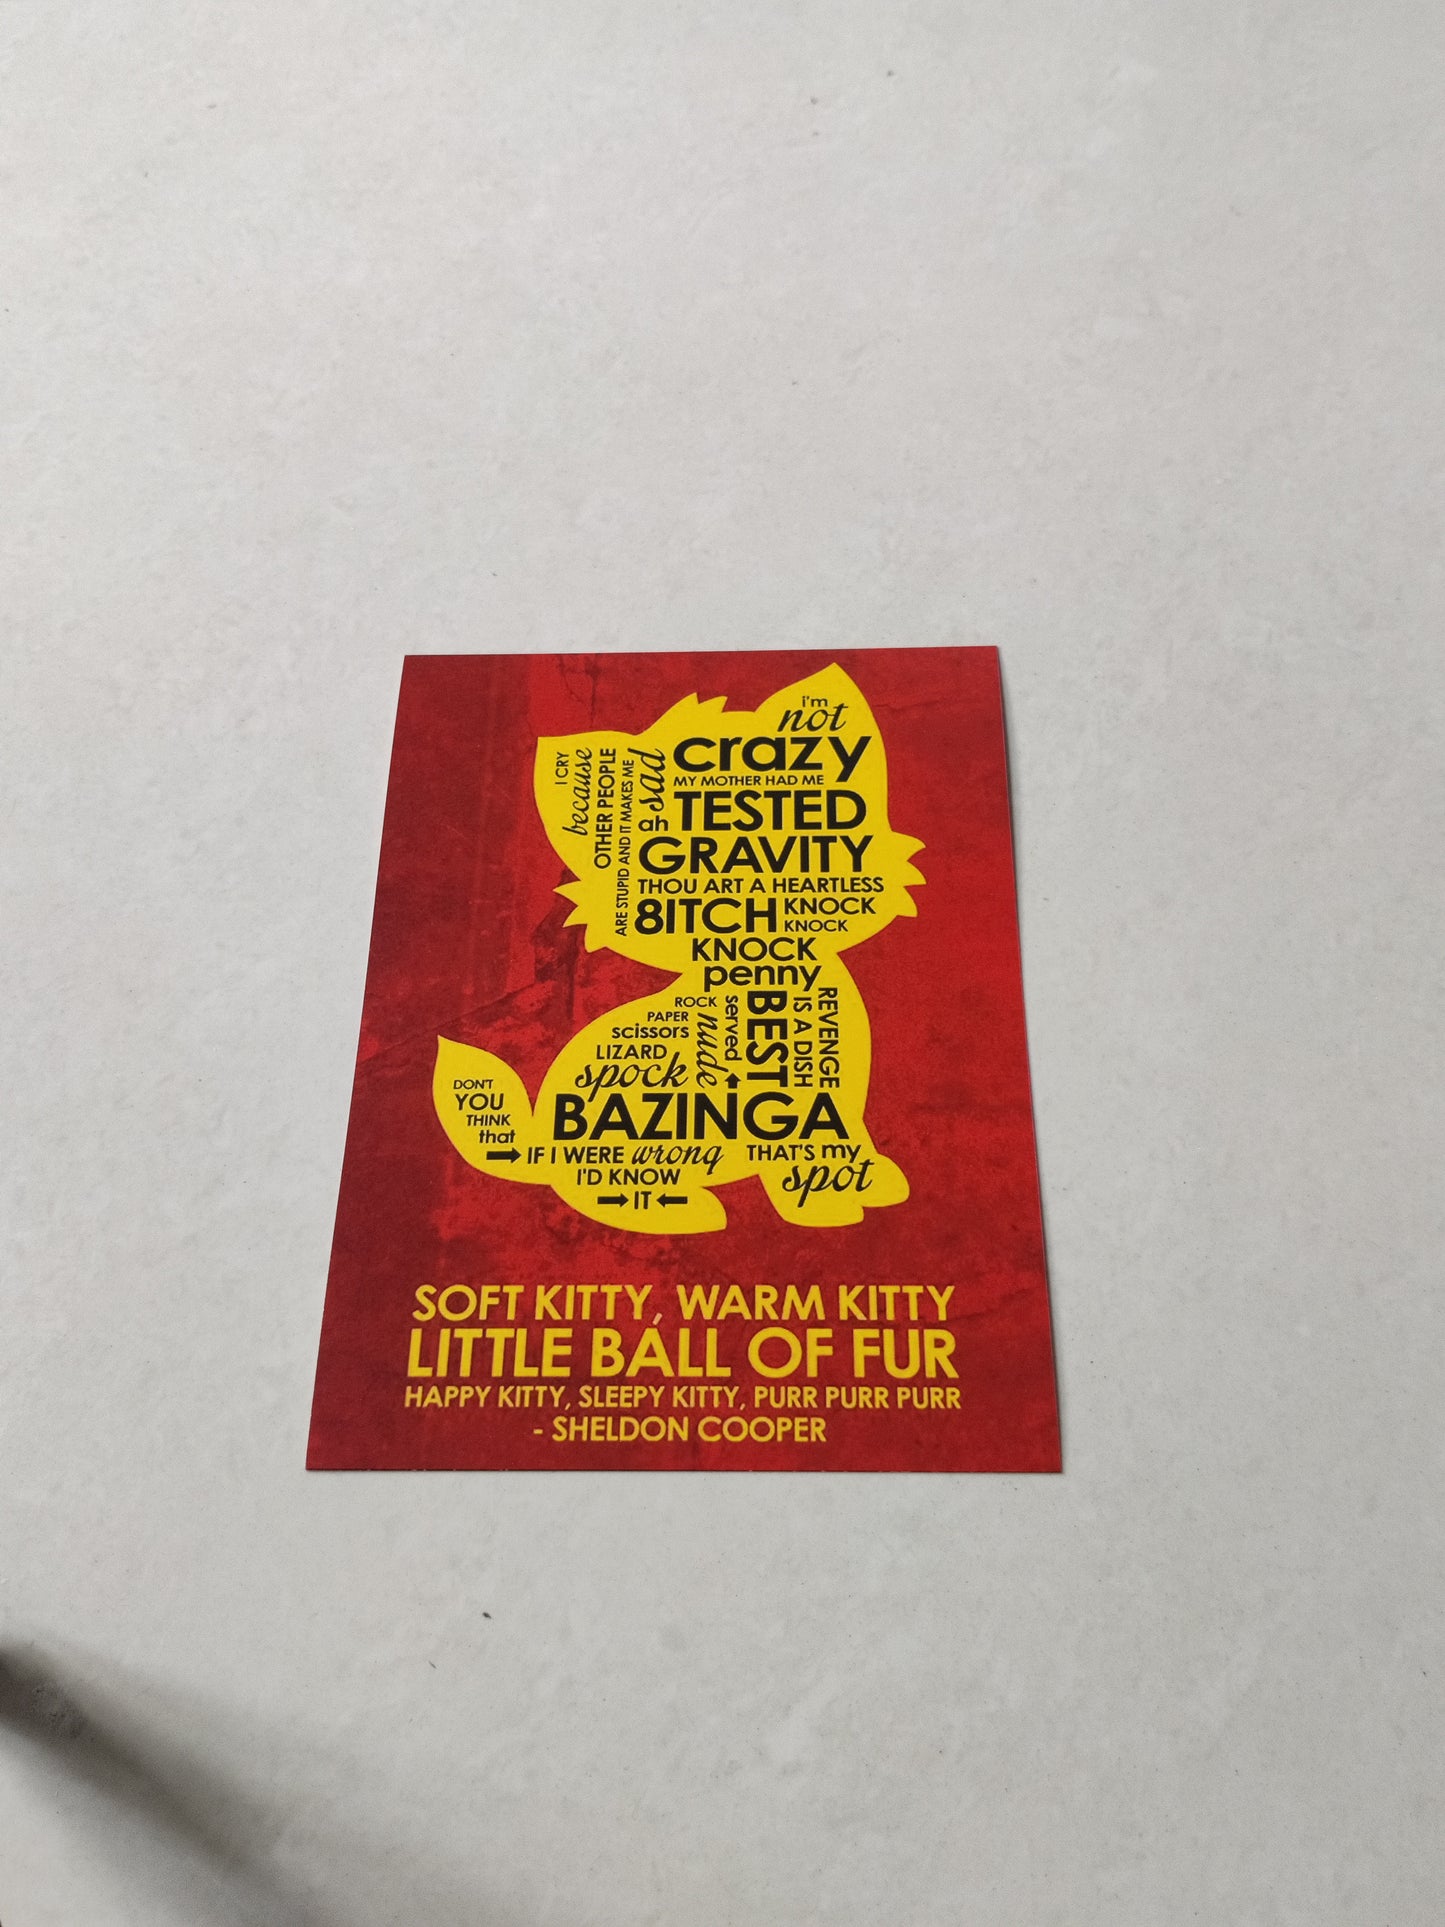 I CRY
because
OTHER PEOPLE
ARE STUPID AND IT MAKES ME
sad
i'm
not
crazy
MY MOTHER HAD ME
TESTED
ah
GRAVITY
THOU ART A HEARTLESS
8ITCH
KNOCK
KNOCK
KNOCK
penny
REVENGE
IS A DISH
BEST
served
nude
ROCK
PAPER
scissors
LIZARD
spock
BAZINGA
DON'T
YOU
THINK
that
IF I WERE wrong
I'D KNOW
IT
THAT'S my
spot
SOFT KITTY, WARM KITTY
LITTLE BALL OF FUR
HAPPY KITTY, SLEEPY KITTY, PURR PURR PURR
- SHELDON COOPER